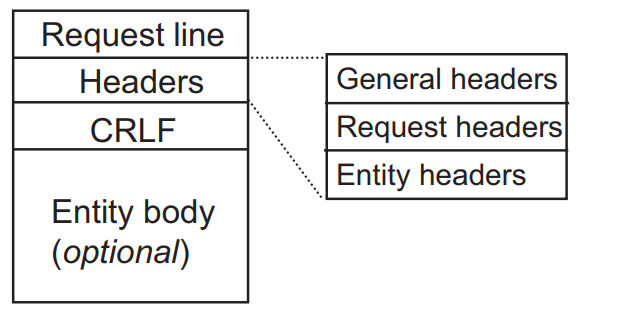 Request line
Headers
CRLF
Entity body
(optional)
General headers
Request headers
Entity headers